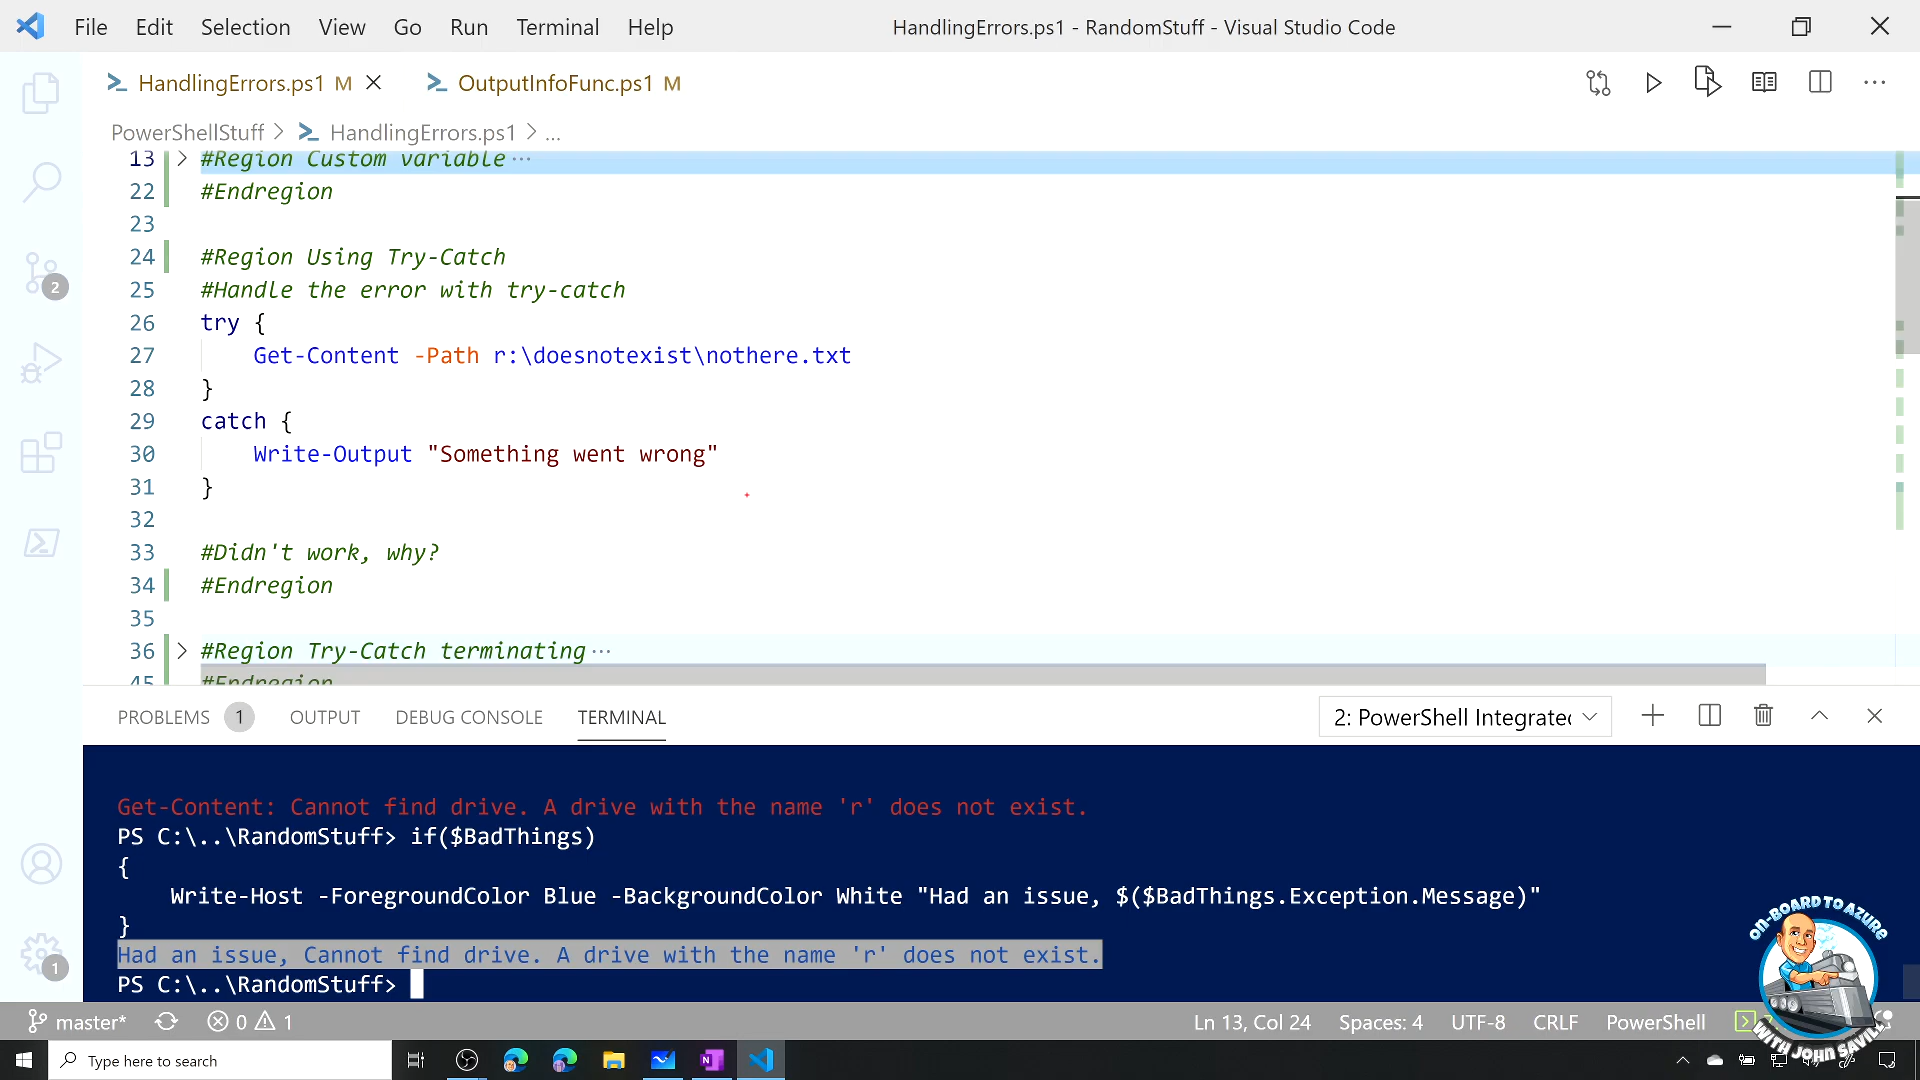 File Edit Selection View Go Run Terminal Help HandlingErrors.ps1 - RandomStuff - Visual Studio Code
HandlingErrors.ps1 M OutputInfoFunc.ps1 M
PowerShellStuff > HandlingErrors.ps1 > ...
13 > #Region Custom variable ...
22 #Endregion
23
24 #Region Using Try-Catch
25 #Handle the error with try-catch
26 try {
27 Get-Content -Path r:\doesnotexist\nothere.txt
28 }
29 catch {
30 Write-Output "Something went wrong"
31 }
32
33 #Didn't work, why?
34 #Endregion
35
36 > #Region Try-Catch terminating ...
45 #Endregion
2
1
PROBLEMS 1 OUTPUT DEBUG CONSOLE TERMINAL 2: PowerShell Integrated
Get-Content: Cannot find drive. A drive with the name 'r' does not exist.
PS C:\..\RandomStuff> if($BadThings)
{
Write-Host -ForegroundColor Blue -BackgroundColor White "Had an issue, $($BadThings.Exception.Message)"
}
Had an issue, Cannot find drive. A drive with the name 'r' does not exist.
PS C:\..\RandomStuff>
ON-BOARD TO AZURE
WITH JOHN SAVILL
master* 0 1 Ln 13, Col 24 Spaces: 4 UTF-8 CRLF PowerShell
Type here to search